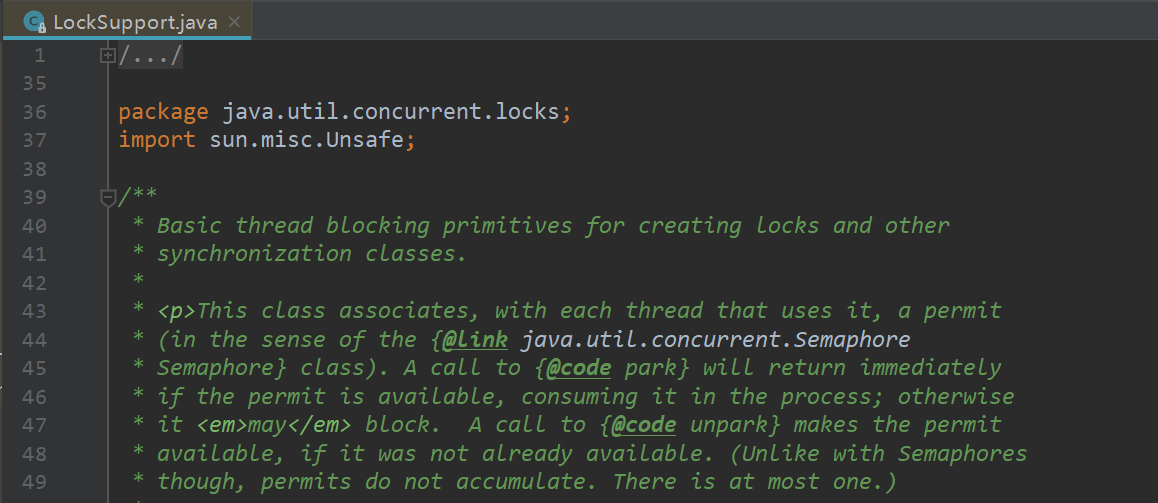 LockSupport.java
1 /.../
35
36 package java.util.concurrent.locks;
37 import sun.misc.Unsafe;
38
39 /**
40 * Basic thread blocking primitives for creating locks and other
41 * synchronization classes.
42 *
43 * <p>This class associates, with each thread that uses it, a permit
44 * (in the sense of the {@link java.util.concurrent.Semaphore
45 * Semaphore} class). A call to {@code park} will return immediately
46 * if the permit is available, consuming it in the process; otherwise
47 * it <em>may</em> block.  A call to {@code unpark} makes the permit
48 * available, if it was not already available. (Unlike with Semaphores
49 * though, permits do not accumulate. There is at most one.)